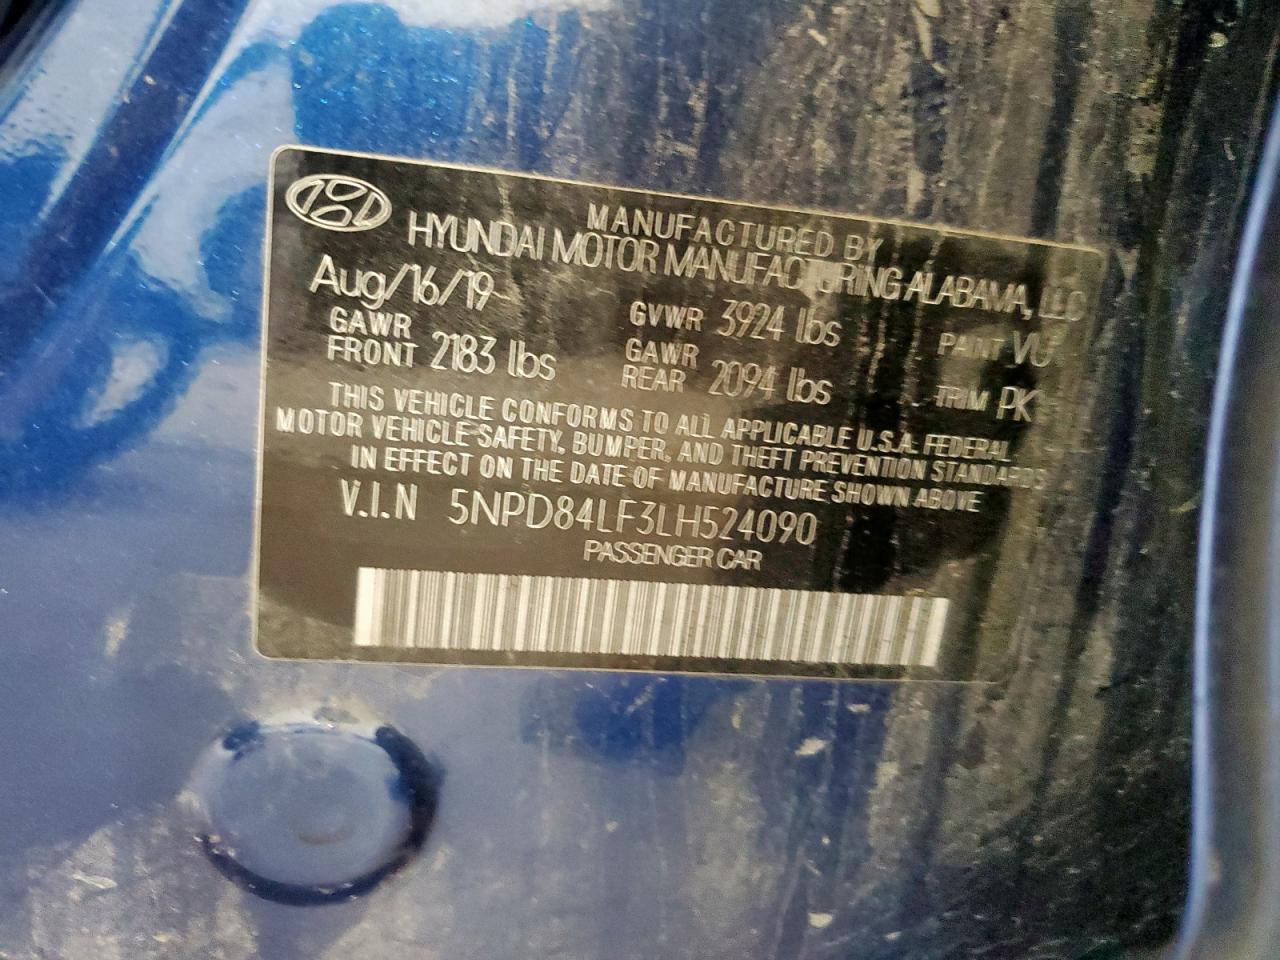 MANUFACTURED BY
HYUNDAI MOTOR MANUFACTURING ALABAMA, LLC
Aug/16/19
GVWR 3924 lbs
PAINT VU
GAWR FRONT 2183 lbs
GAWR REAR 2094 lbs
TRIM PK
THIS VEHICLE CONFORMS TO ALL APPLICABLE U.S.A. FEDERAL
MOTOR VEHICLE SAFETY, BUMPER, AND THEFT PREVENTION STANDARDS
IN EFFECT ON THE DATE OF MANUFACTURE SHOWN ABOVE
V.I.N 5NPD84LF3LH524090
PASSENGER CAR